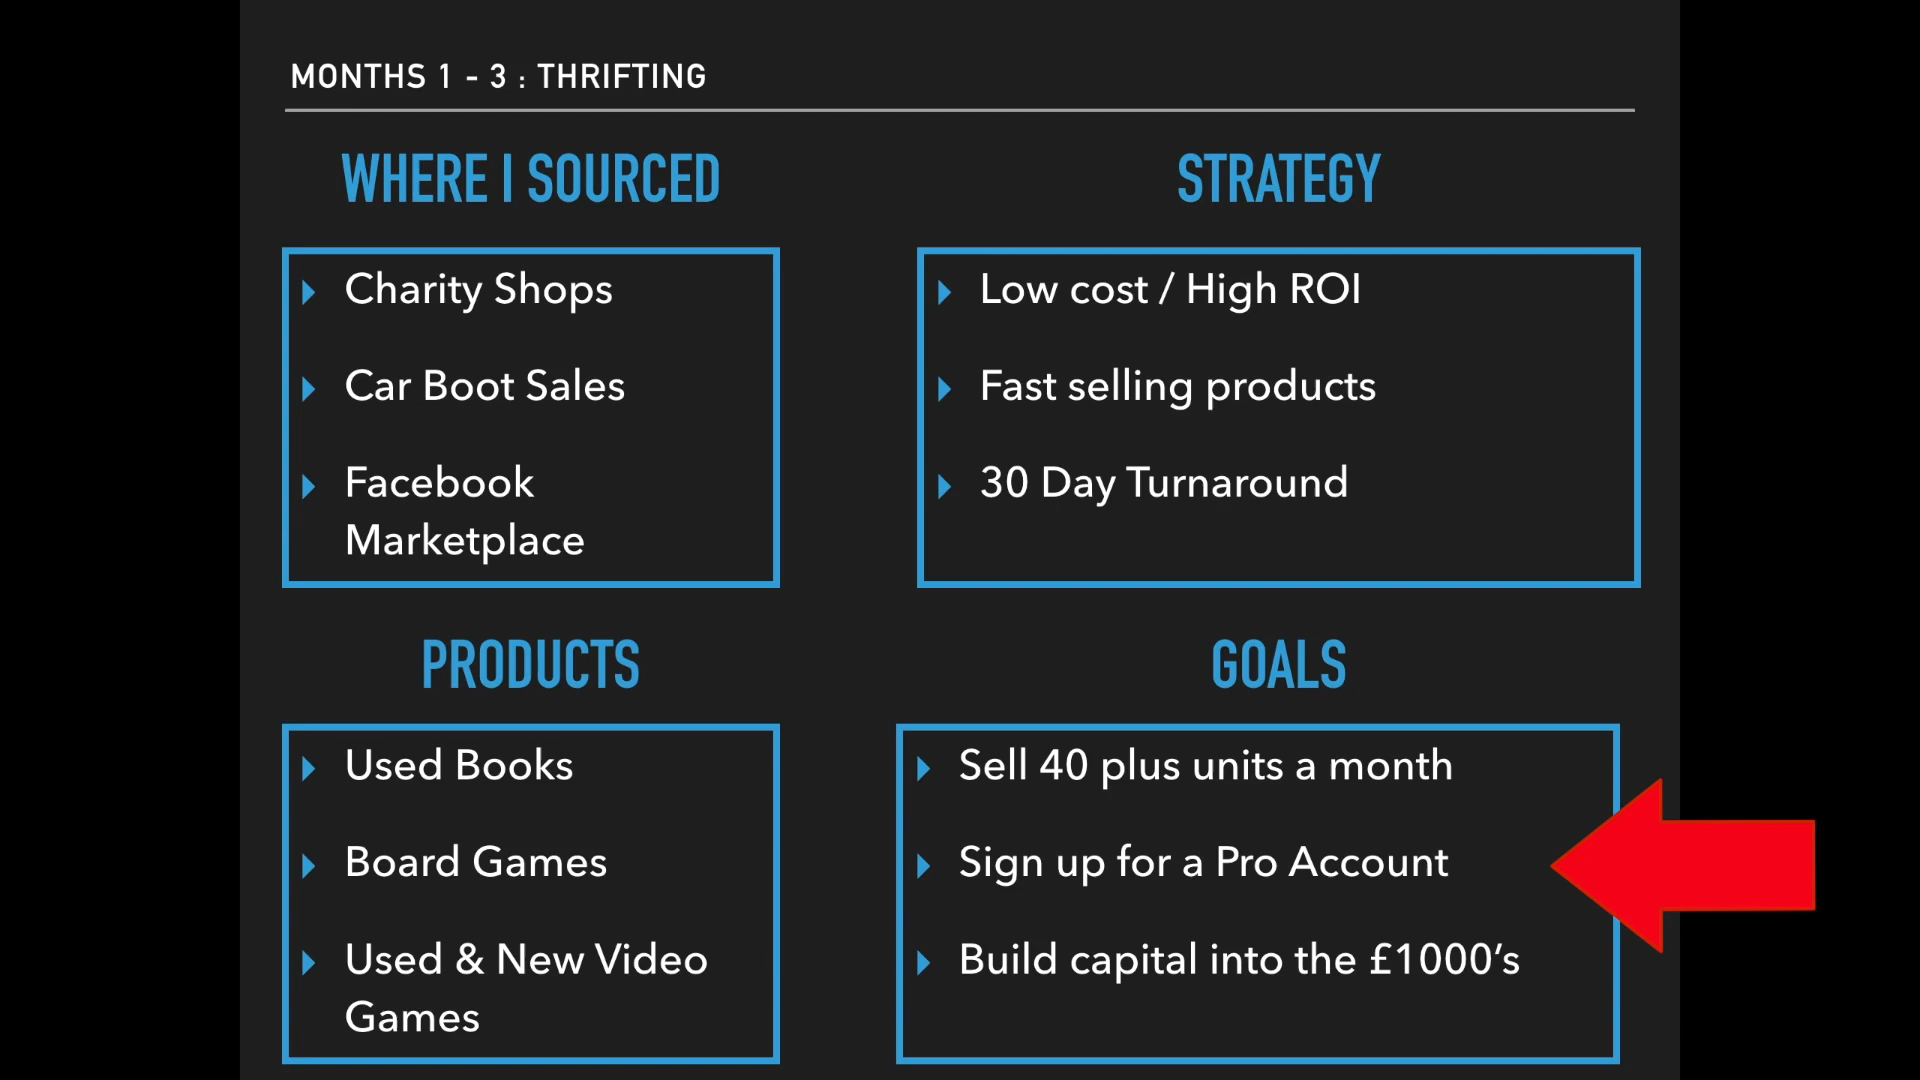 MONTHS 1 - 3 : THRIFTING
WHERE I SOURCED
Charity Shops
Car Boot Sales
Facebook
Marketplace
STRATEGY
Low cost / High ROI
Fast selling products
30 Day Turnaround
PRODUCTS
Used Books
Board Games
Used & New Video
Games
GOALS
Sell 40 plus units a month
Sign up for a Pro Account
Build capital into the £1000’s